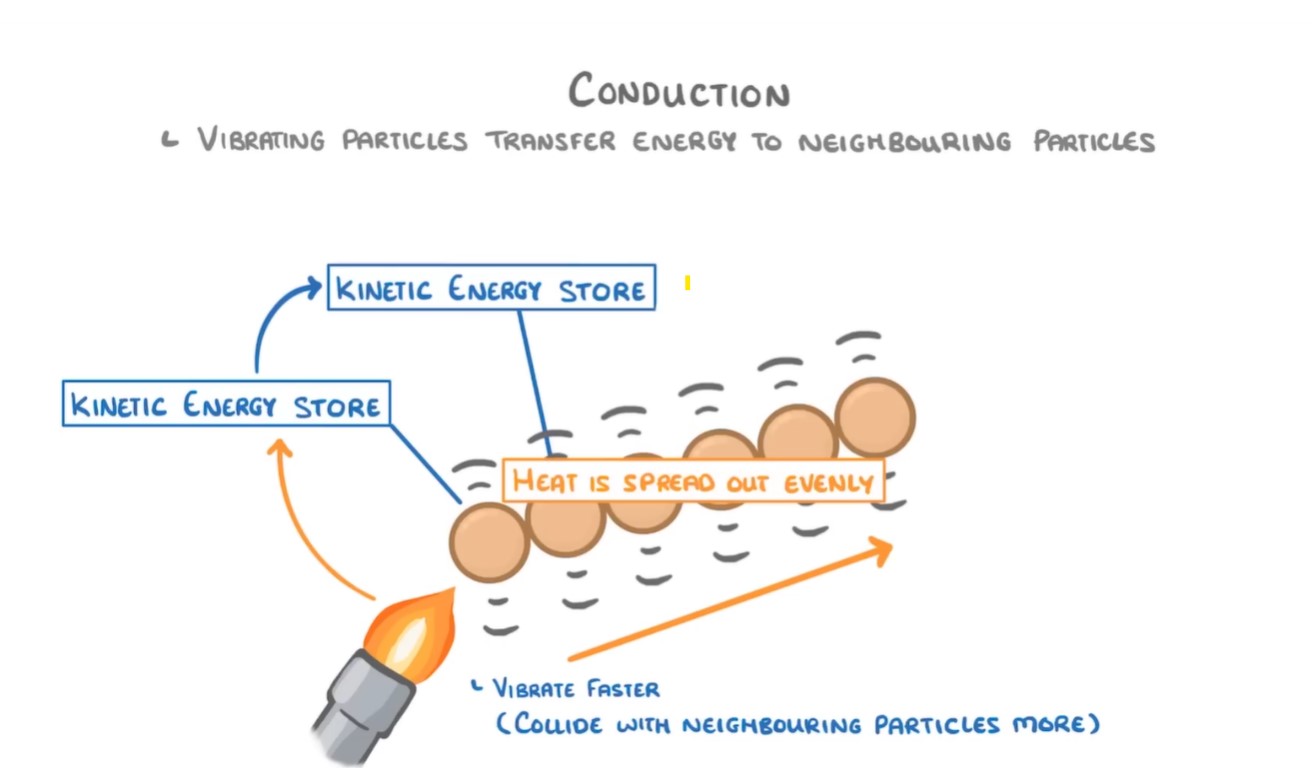 CONDUCTION
VIBRATING PARTICLES TRANSFER ENERGY TO NEIGHBOURING PARTICLES
KINETIC ENERGY STORE
KINETIC ENERGY STORE
HEAT IS SPREAD OUT EVENLY
VIBRATE FASTER
(COLLIDE WITH NEIGHBOURING PARTICLES MORE)